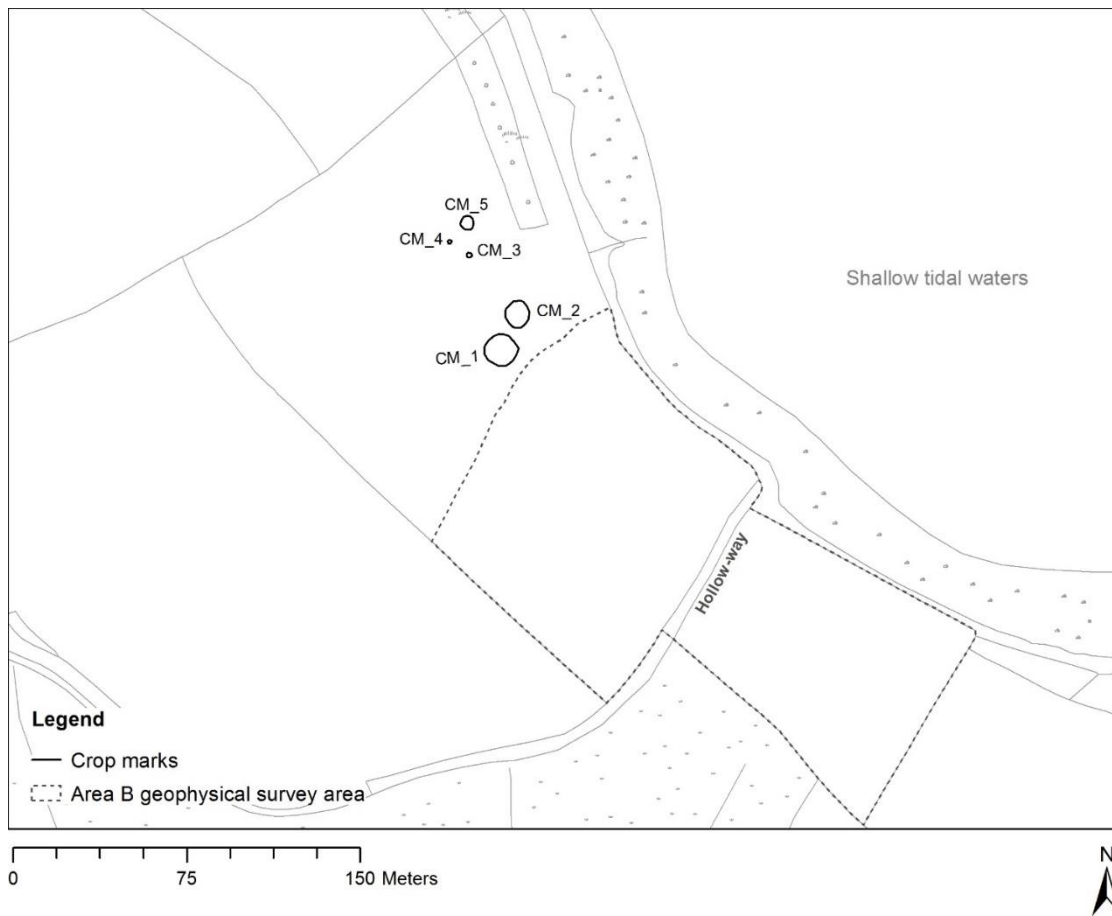 CM_5
CM_4
CM_3
Shallow tidal waters
CM_2
CM_1
Hollow-way
Legend
Crop marks
Area B geophysical survey area
0 75 150 Meters
N